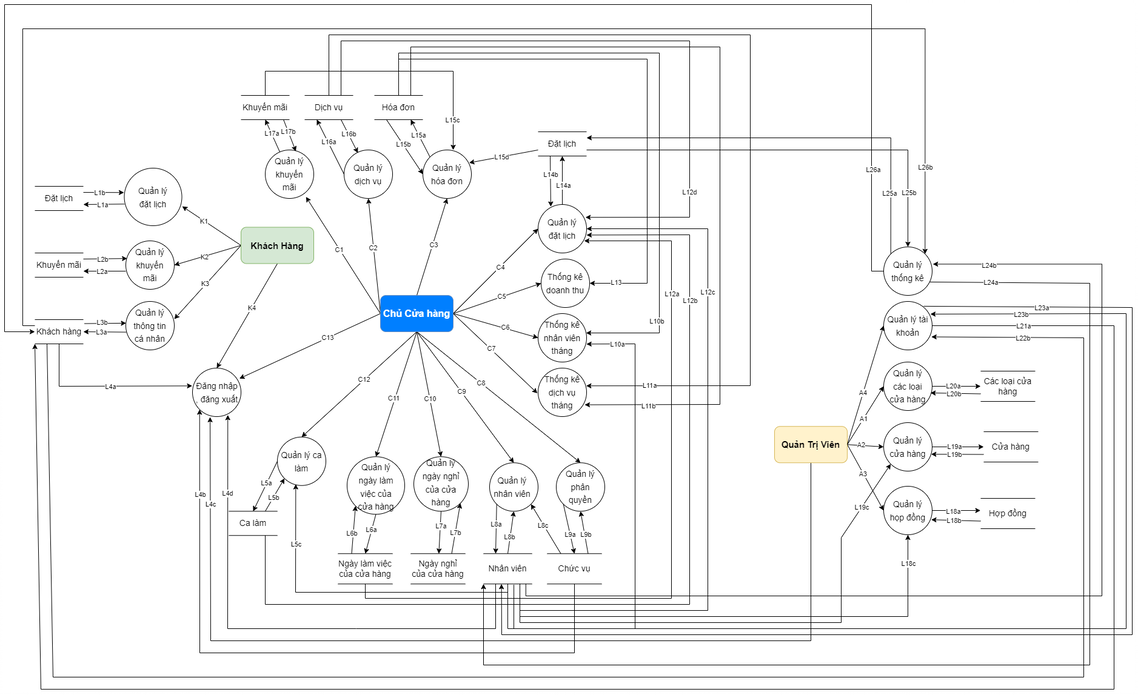 Khuyến mãi
Dịch vụ
Hóa đơn
L17a
L17b
L16a
L16b
L15b
L15a
L15c
Quản lý
khuyến
mãi
Quản lý
dịch vụ
Quản lý
hóa đơn
L15d
Đặt lịch
L14b
L14a
L12d
L26a
L25b
L26b
Đặt lịch
L1b
L1a
Quản lý
đặt lịch
K1
Khách Hàng
Khuyến mãi
L2b
L2a
Quản lý
khuyến
mãi
K2
K3
K4
Khách hàng
L3b
L3a
Quản lý
thông tin
cá nhân
C1
C2
C3
C4
C5
C6
C7
Chủ Cửa hàng
Quản lý
đặt lịch
Thống kê
doanh thu
L13
L12a
L12b
L12c
L10b
Thống kê
nhân viên
tháng
L10a
Thống kê
dịch vụ
tháng
L11a
L11b
Quản lý
thống kê
L24b
L24a
Quản lý tài
khoản
L23a
L23b
L21a
L22b
Quản lý
các loại
cửa hàng
L20a
L20b
Các loại cửa
hàng
A4
A1
A2
A3
Quản Trị Viên
Quản lý
cửa hàng
L19a
L19b
Cửa hàng
L19c
Quản lý
hợp đồng
L18a
L18b
Hợp đồng
L18c
L4a
Đăng nhập
, đăng xuất
C13
C12
C11
C10
C9
C8
L4b
L4c
L4d
Quản lý ca
làm
L5a
L5b
L5c
Ca làm
Quản lý
ngày làm
việc của
cửa hàng
L6b
L6a
Ngày làm việc
của cửa hàng
Quản lý
ngày nghỉ
của cửa
hàng
L7a
L7b
Ngày nghỉ
của cửa hàng
Quản lý
nhân viên
L8a
L8b
L8c
Nhân viên
Quản lý
phân
quyền
L9a
L9b
Chức vụ